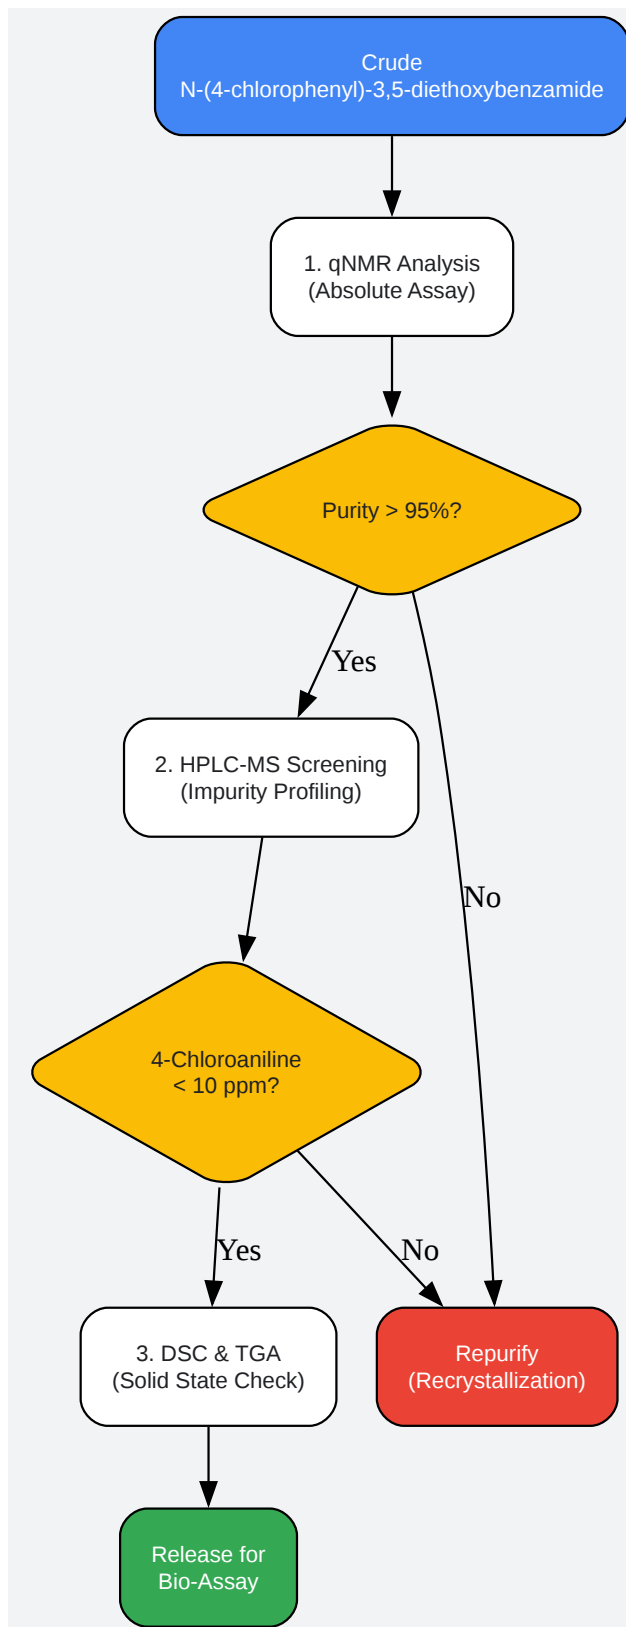 Crude
N-(4-chlorophenyl)-3,5-diethoxybenzamide
1. qNMR Analysis
(Absolute Assay)
Purity > 95%?
Yes
2. HPLC-MS Screening
(Impurity Profiling)
No
4-Chloroaniline
< 10 ppm?
Yes
No
3. DSC & TGA
(Solid State Check)
Repurify
(Recrystallization)
Release for
Bio-Assay